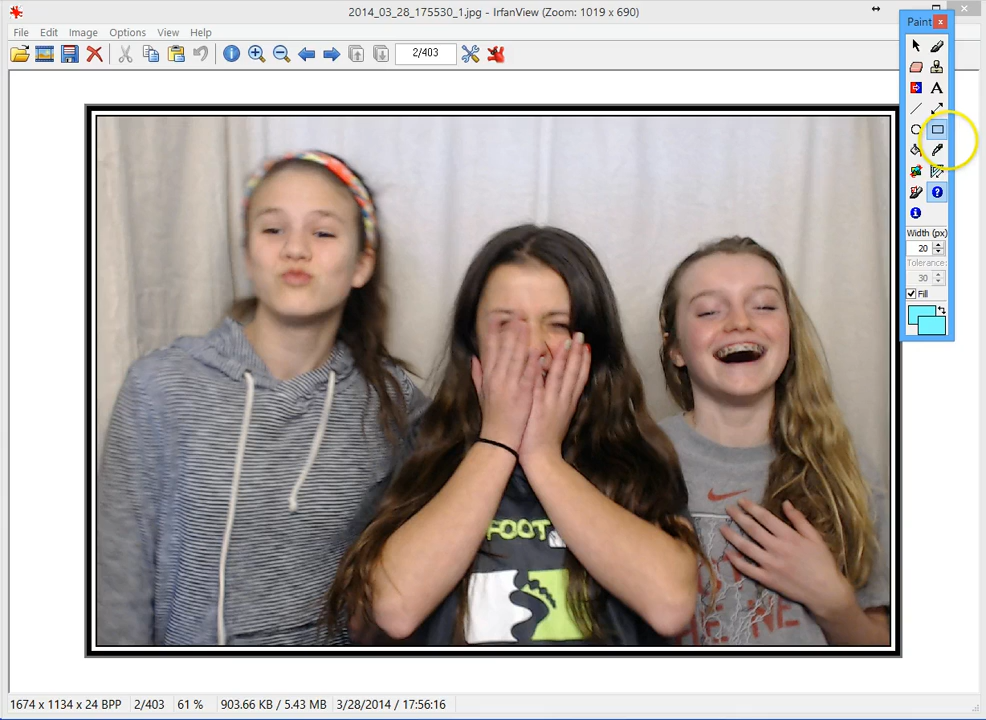 2014_03_28_175530_1.jpg - IrfanView (Zoom: 1019 x 690)
File Edit Image Options View Help
2/403
Paint
A
Width (px)
20
Tolerance:
30
Fill
FOOT
1674 x 1134 x 24 BPP 2/403 61 % 903.66 KB / 5.43 MB 3/28/2014 / 17:56:16